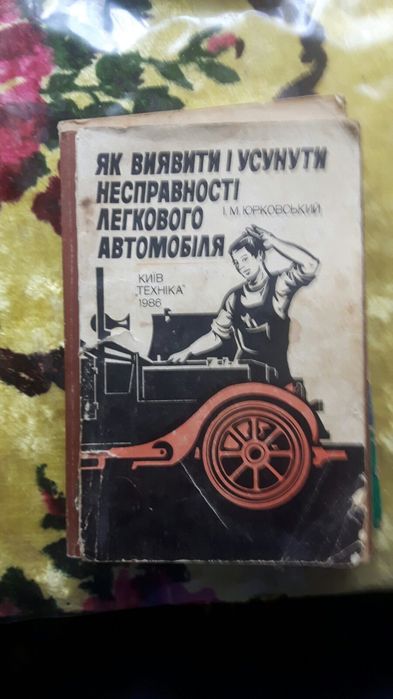 ЯК ВИЯВИТИ І УСУНУТИ
НЕСПРАВНОСТІ
ЛЕГКОВОГО
І. М. ЮРКОВСЬКИЙ
АВТОМОБІЛЯ
КИЇВ
"ТЕХНІКА"
1986